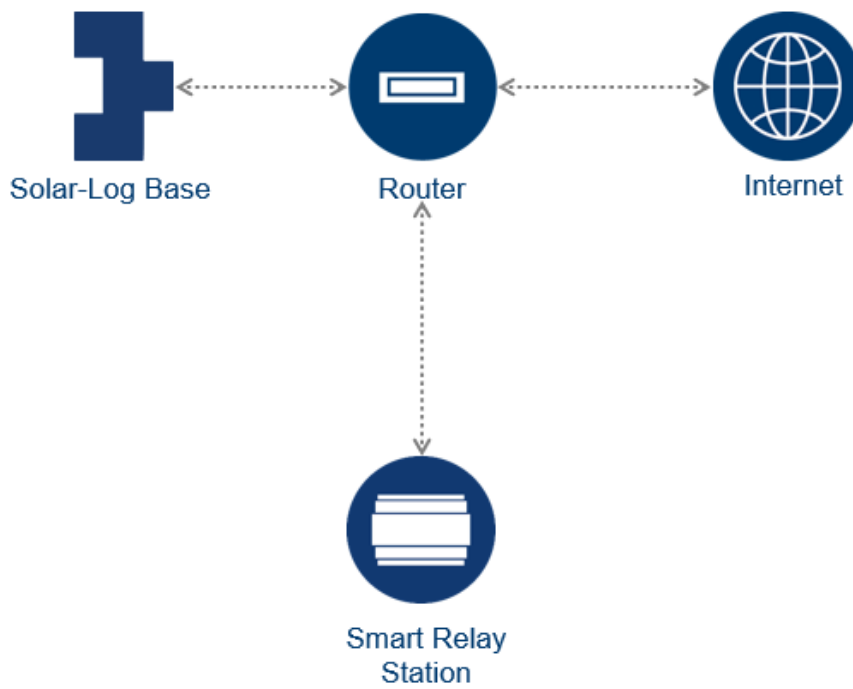 Solar-Log Base
Router
Internet
Smart Relay
Station